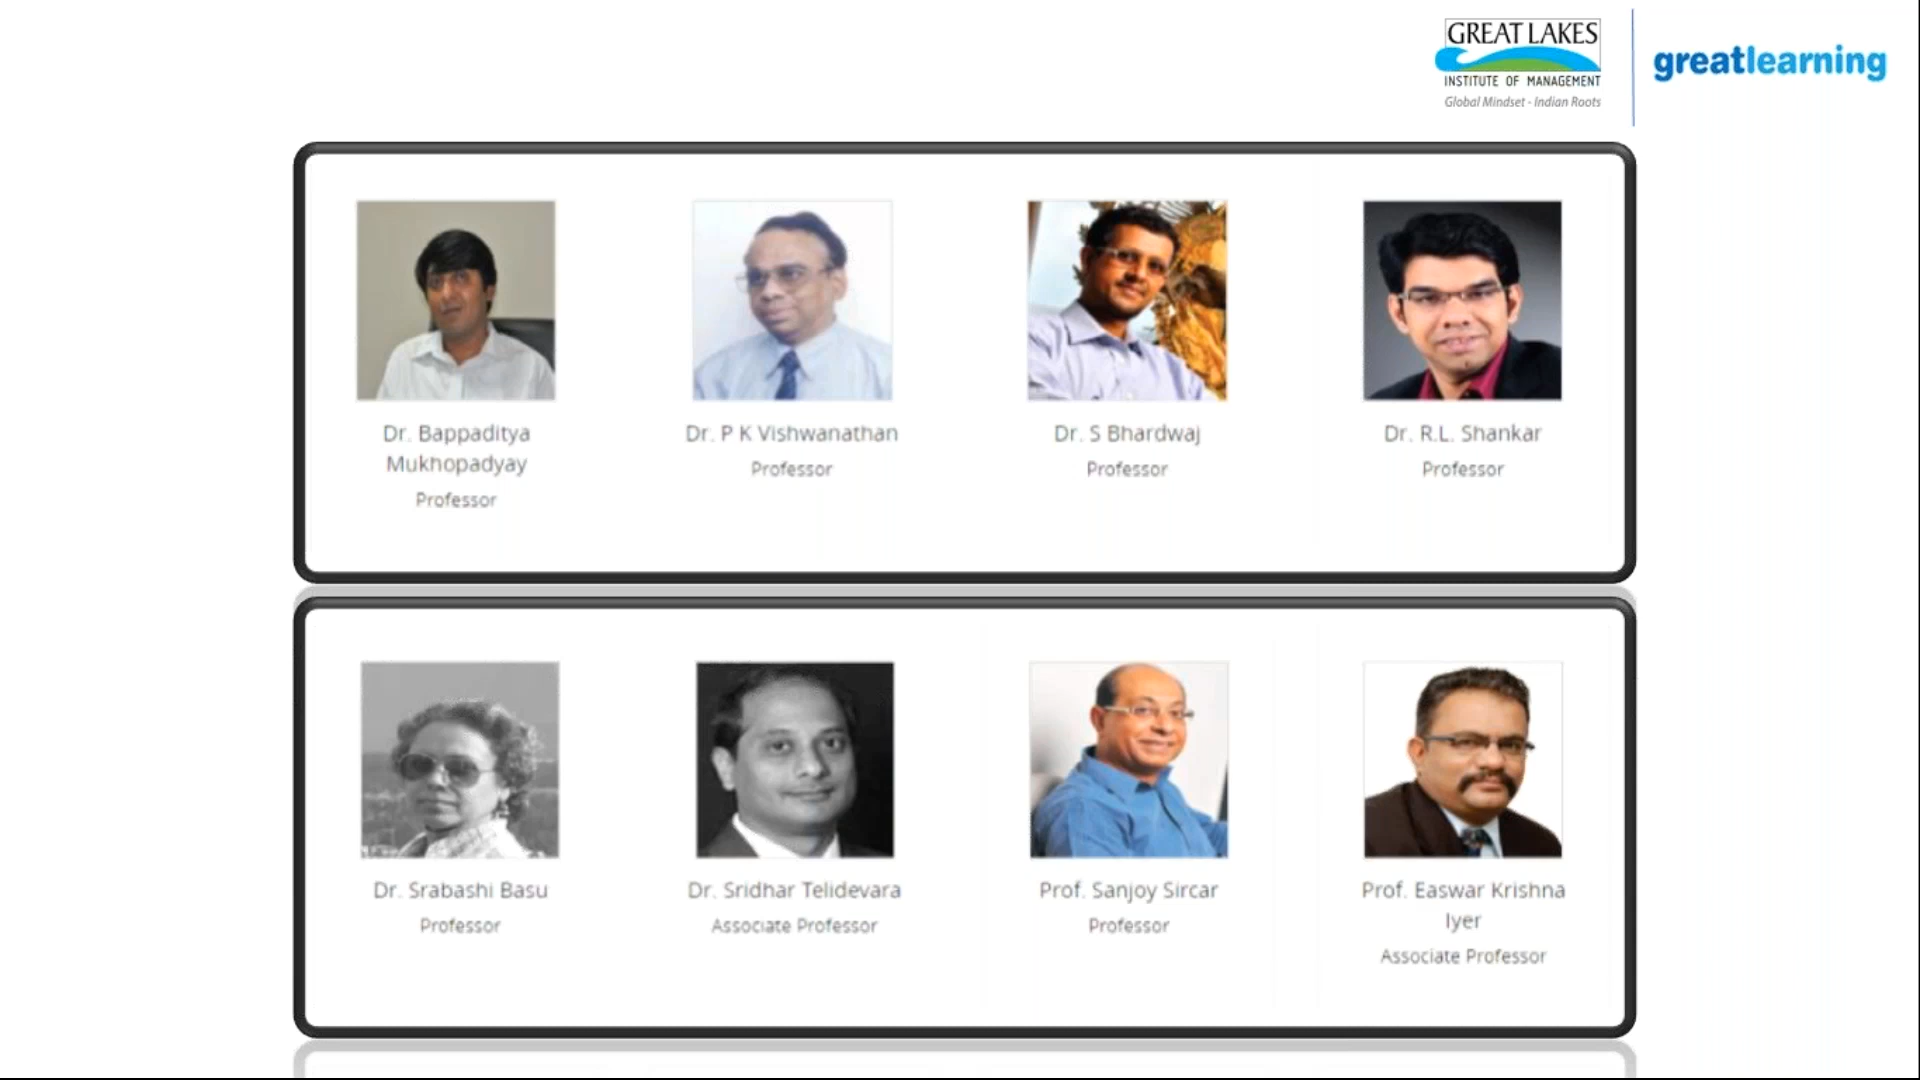 GREAT LAKES
INSTITUTE OF MANAGEMENT
Global Mindset - Indian Roots
greatlearning
Dr. Bappaditya
Mukhopadyay
Professor
Dr. P K Vishwanathan
Professor
Dr. S Bhardwaj
Professor
Dr. R.L. Shankar
Professor
Dr. Srabashi Basu
Professor
Dr. Sridhar Telidevara
Associate Professor
Prof. Sanjoy Sircar
Professor
Prof. Easwar Krishna
Iyer
Associate Professor